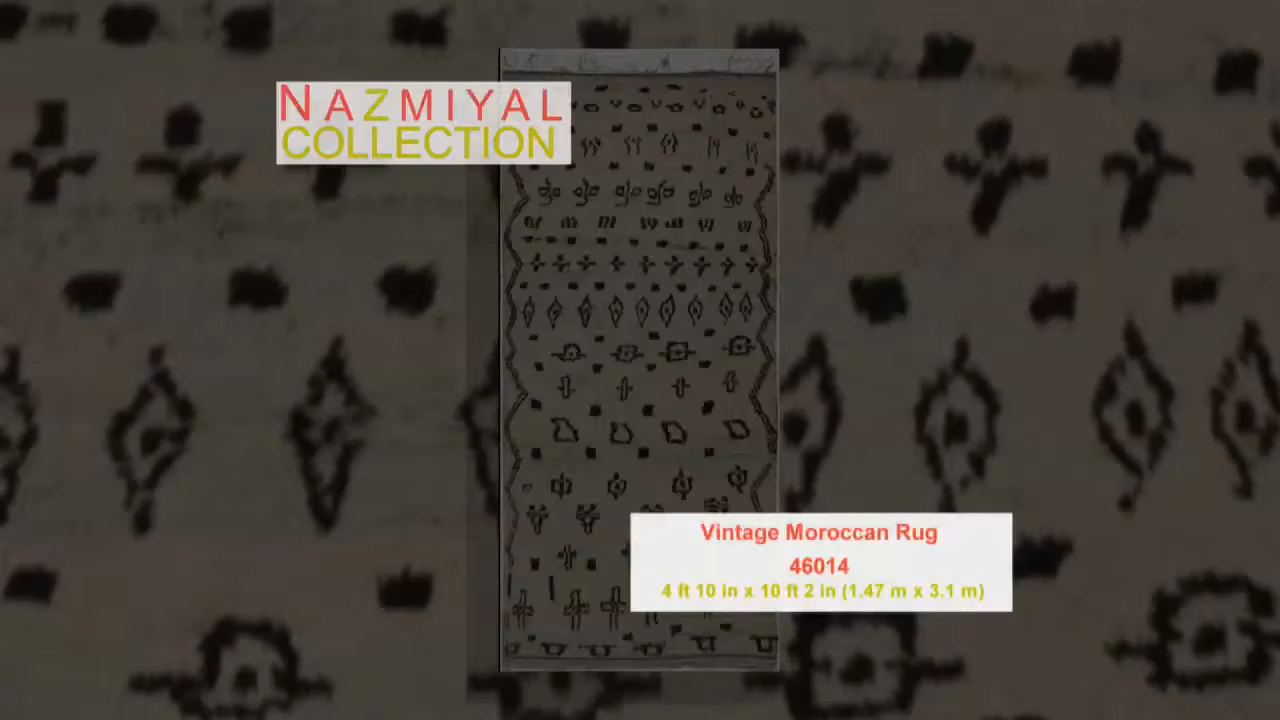 NAZMIYAL
COLLECTION
Vintage Moroccan Rug
46014
4 ft 10 in x 10 ft 2 in (1.47 m x 3.1 m)